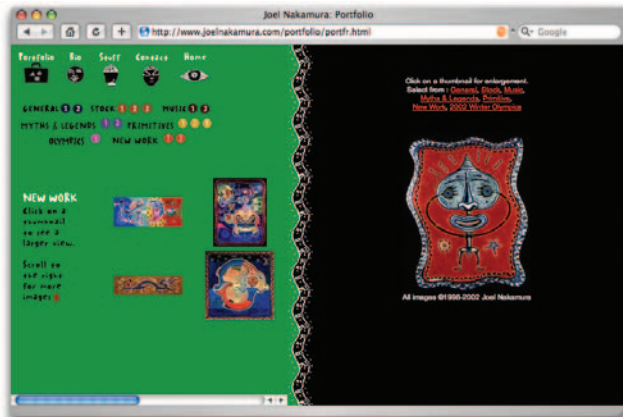 Joel Nakamura: Portfolio
http://www.joelnakamura.com/portfolio/portfr.html
Google
Portfolio Bio Stuff Contact Home
GENERAL 1 2 STOCK 1 2 3 MUSIC 1 2
MYTHS & LEGENDS 1 2 PRIMITIVES 1 2 3
OLYMPICS 1 NEW WORK 1 2
NEW WORK
Click on a
thumbnail
to see a
larger view.
Scroll to
the right
for more
images
Click on a thumbnail for enlargement.
Select from : General, Stock, Music,
Myths & Legends, Primitive,
New Work, 2002 Winter Olympics
All images ©1998-2002 Joel Nakamura